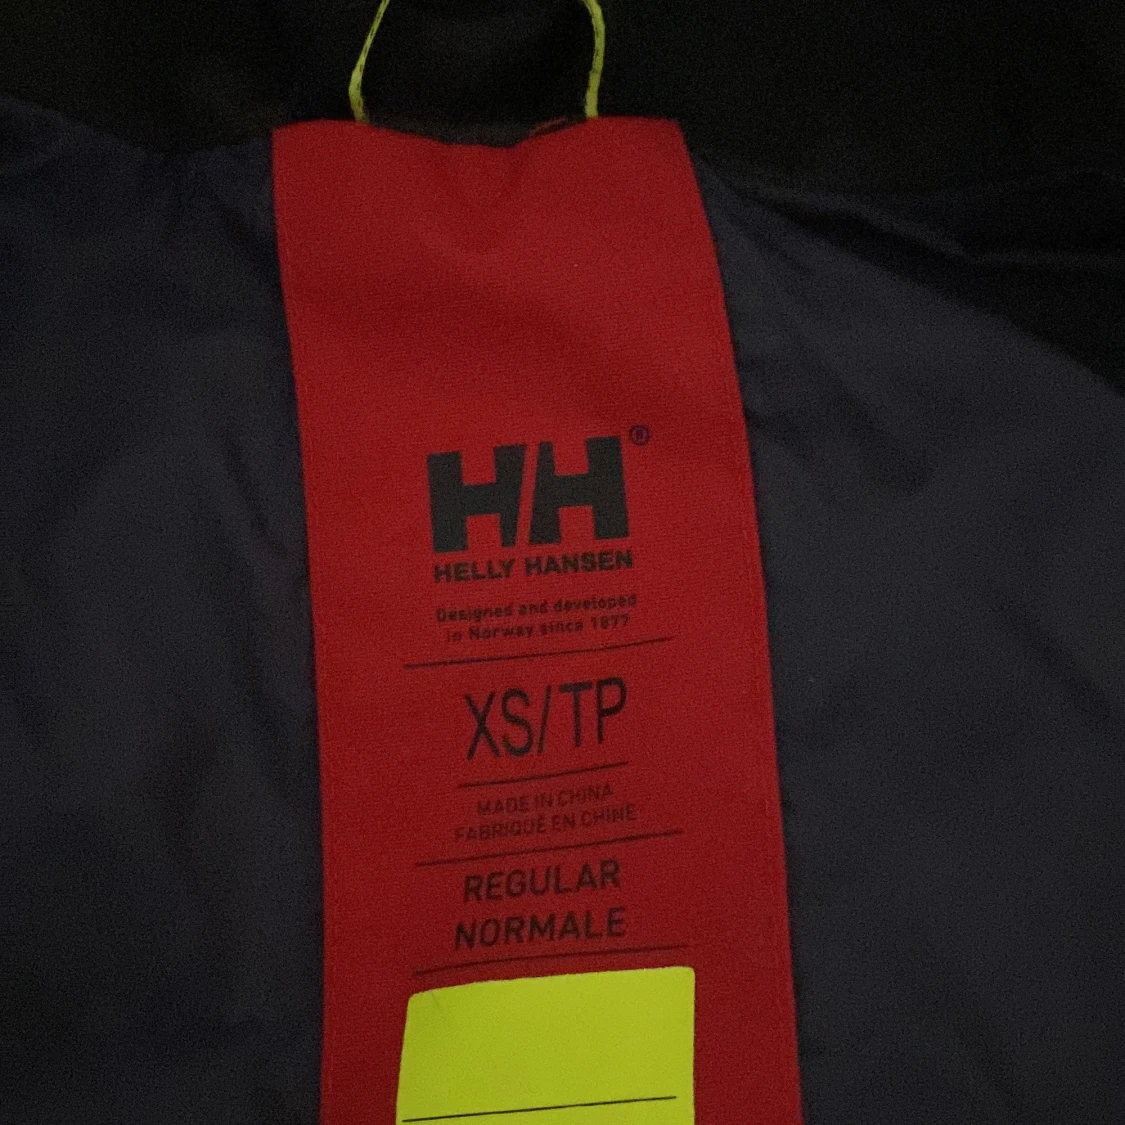 HH®
HELLY HANSEN
Designed and developed
in Norway since 1877
XS/TP
MADE IN CHINA
FABRIQUÉ EN CHINE
REGULAR
NORMALE